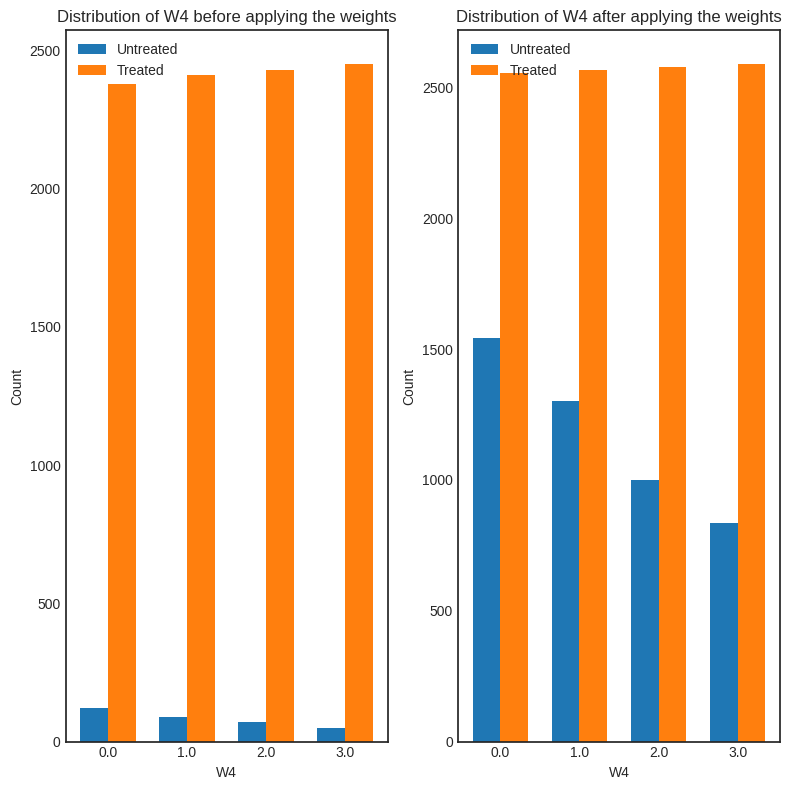 Distribution of W4 before applying the weights
Untreated
Treated
2500
2000
1500
1000
500
0
Count
0.0 1.0 2.0 3.0
W4
Distribution of W4 after applying the weights
Untreated
Treated
2500
2000
1500
1000
500
0
Count
0.0 1.0 2.0 3.0
W4